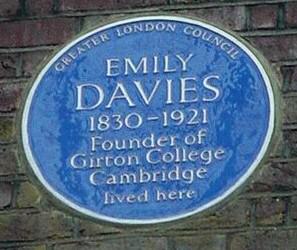 GREATER LONDON COUNCIL
EMILY
DAVIES
1830-1921
Founder of
Girton College
Cambridge
lived here